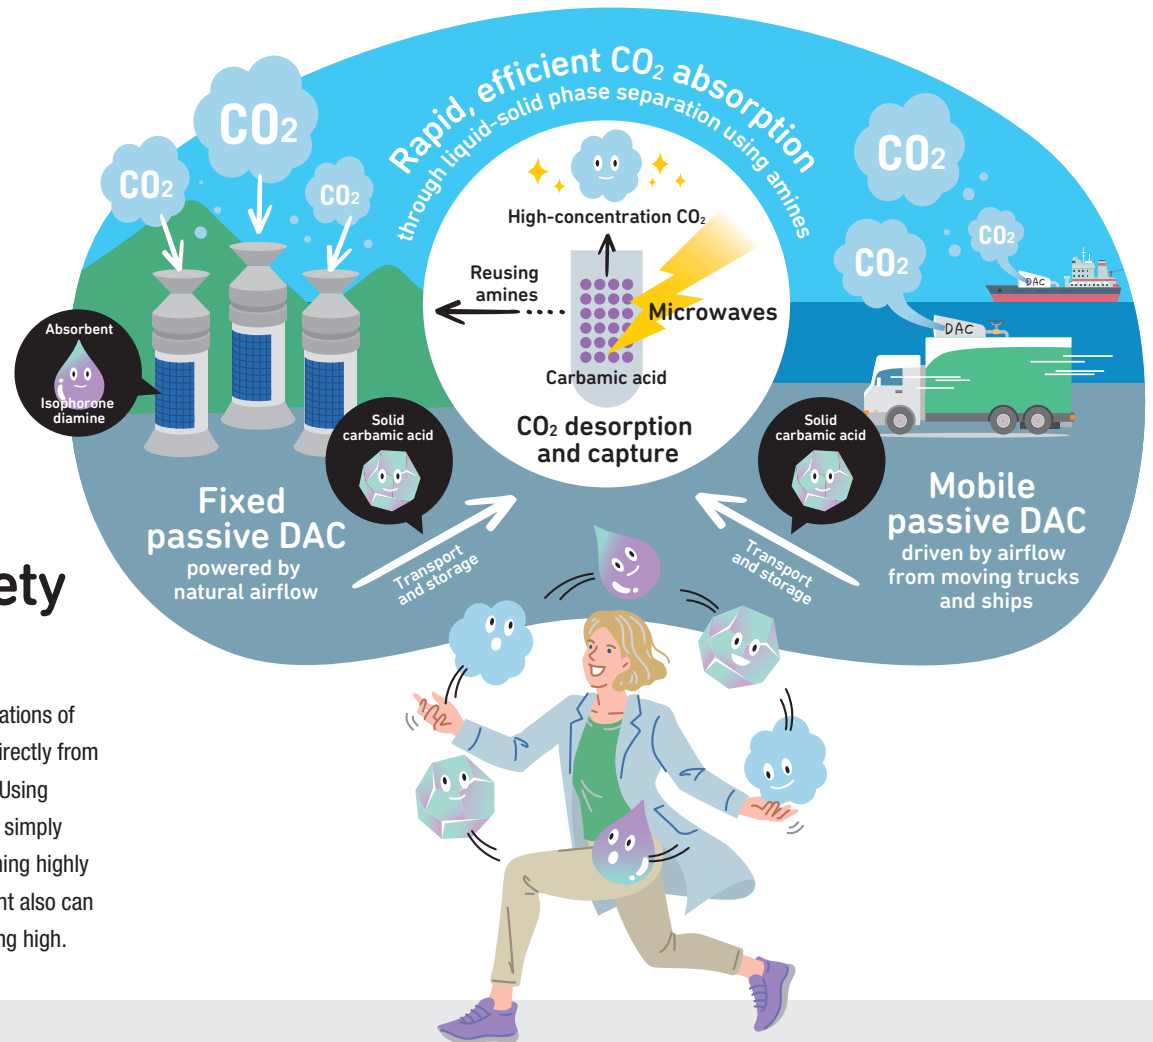 Rapid, efficient CO₂ absorption
through liquid-solid phase separation using amines
CO₂
CO₂
CO₂
CO₂
CO₂
CO₂
High-concentration CO₂
Reusing
amines
Microwaves
Carbamic acid
CO₂ desorption
and capture
DAC
DAC
Absorbent
Isophorone
diamine
Solid
carbamic acid
Solid
carbamic acid
Fixed
passive DAC
powered by
natural airflow
Transport
and storage
Transport
and storage
Mobile
passive DAC
driven by airflow
from moving trucks
and ships
ety
ations of
irectly from
Using
simply
ning highly
nt also can
ng high.